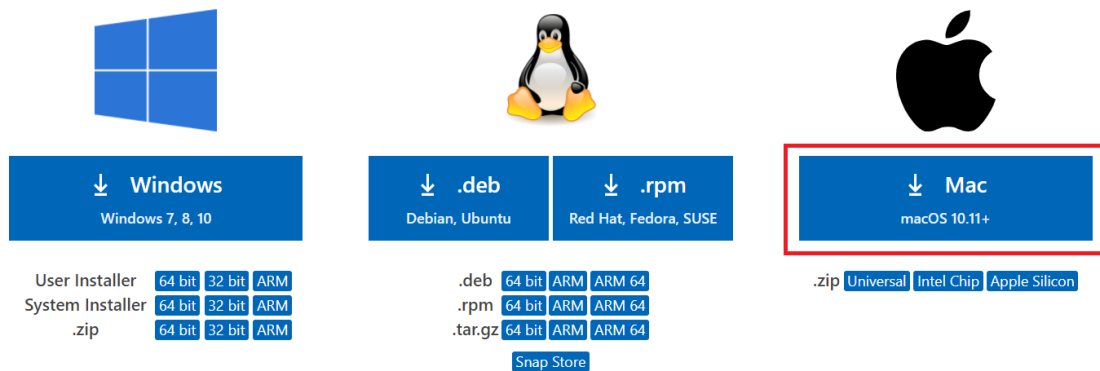 Windows
Windows 7, 8, 10
User Installer 64 bit 32 bit ARM
System Installer 64 bit 32 bit ARM
.zip 64 bit 32 bit ARM
.deb
Debian, Ubuntu
.rpm
Red Hat, Fedora, SUSE
.deb 64 bit ARM ARM 64
.rpm 64 bit ARM ARM 64
.tar.gz 64 bit ARM ARM 64
Snap Store
Mac
macOS 10.11+
.zip Universal Intel Chip Apple Silicon